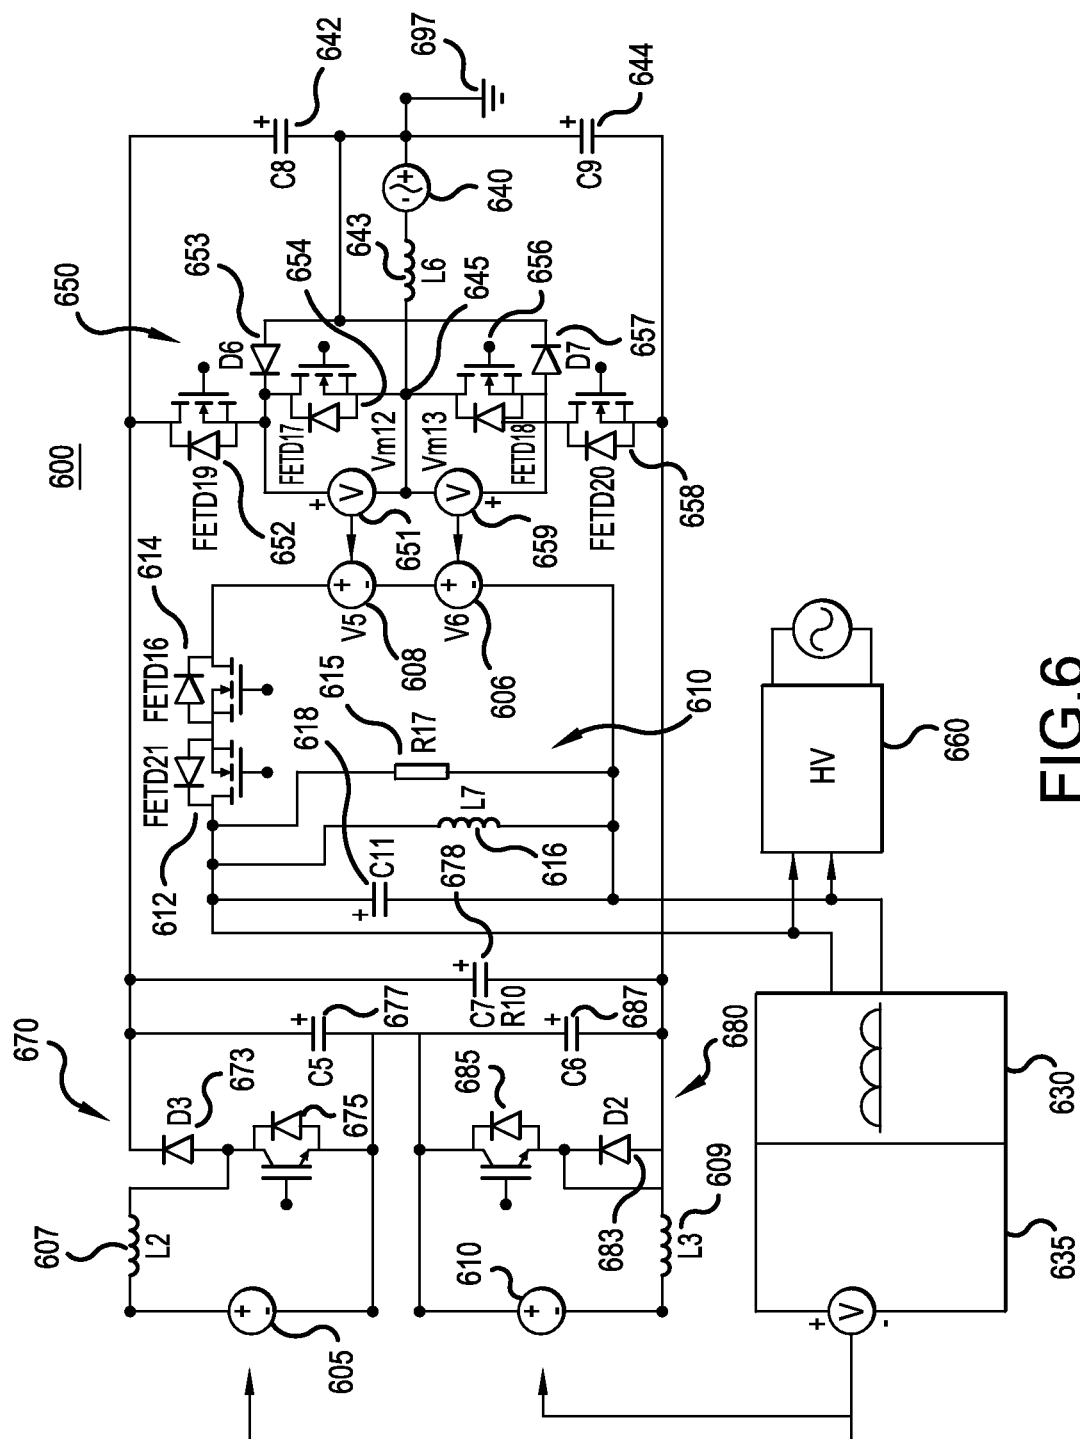 600
642
697
+
C8
+
C9
644
+
-
640
643
L6
650
653
654
645
656
657
D6
D7
FETD19
652
FETD17
Vm12
Vm13
FETD18
FETD20
658
+
V
651
V
+
659
614
FETD16
FETD21
612
+
-
V5
608
+
-
V6
606
615
R17
618
L7
616
610
C11
+
678
+
C7
R10
HV
660
670
+
677
C5
+
687
C6
680
D3
673
675
685
D2
683
607
L2
609
L3
+
-
605
610
+
-
630
635
+
V
-
FIG.6